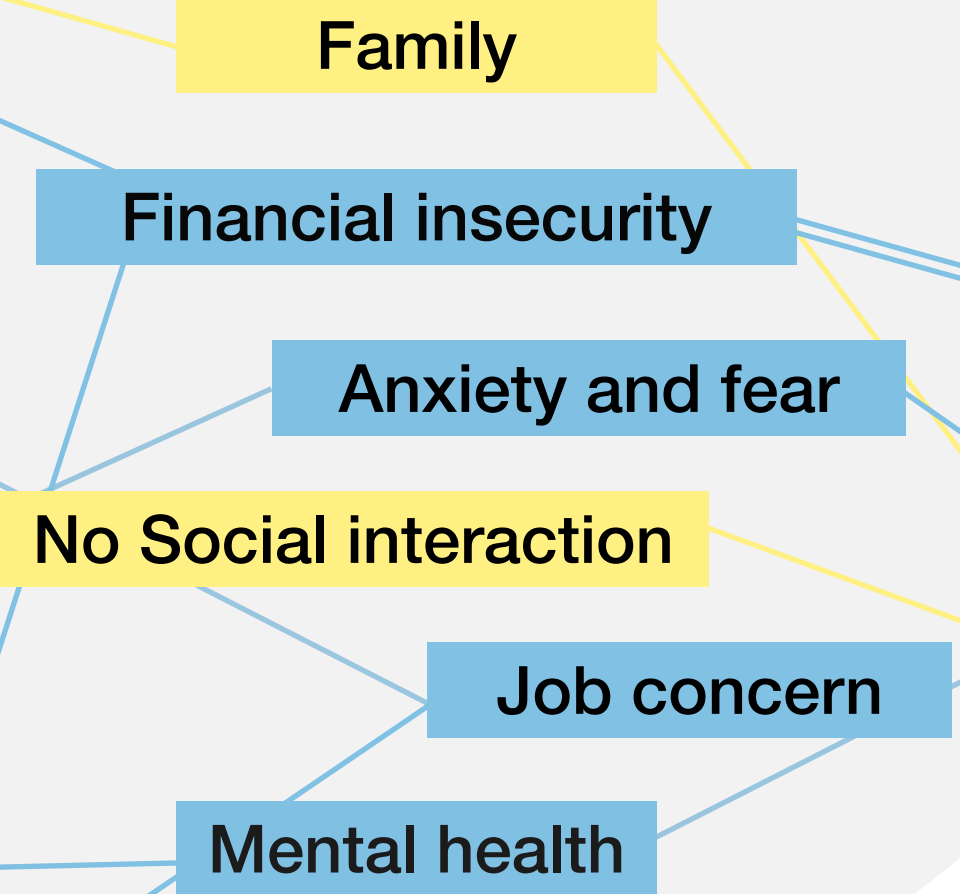 Family
Financial insecurity
Anxiety and fear
No Social interaction
Job concern
Mental health